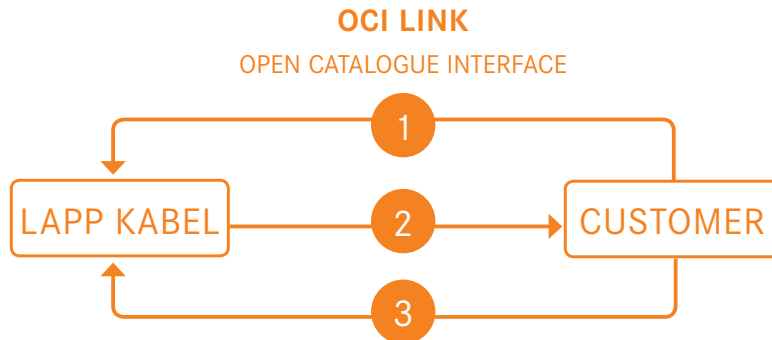 OCI LINK
OPEN CATALOGUE INTERFACE
1
LAPP KABEL
2
CUSTOMER
3